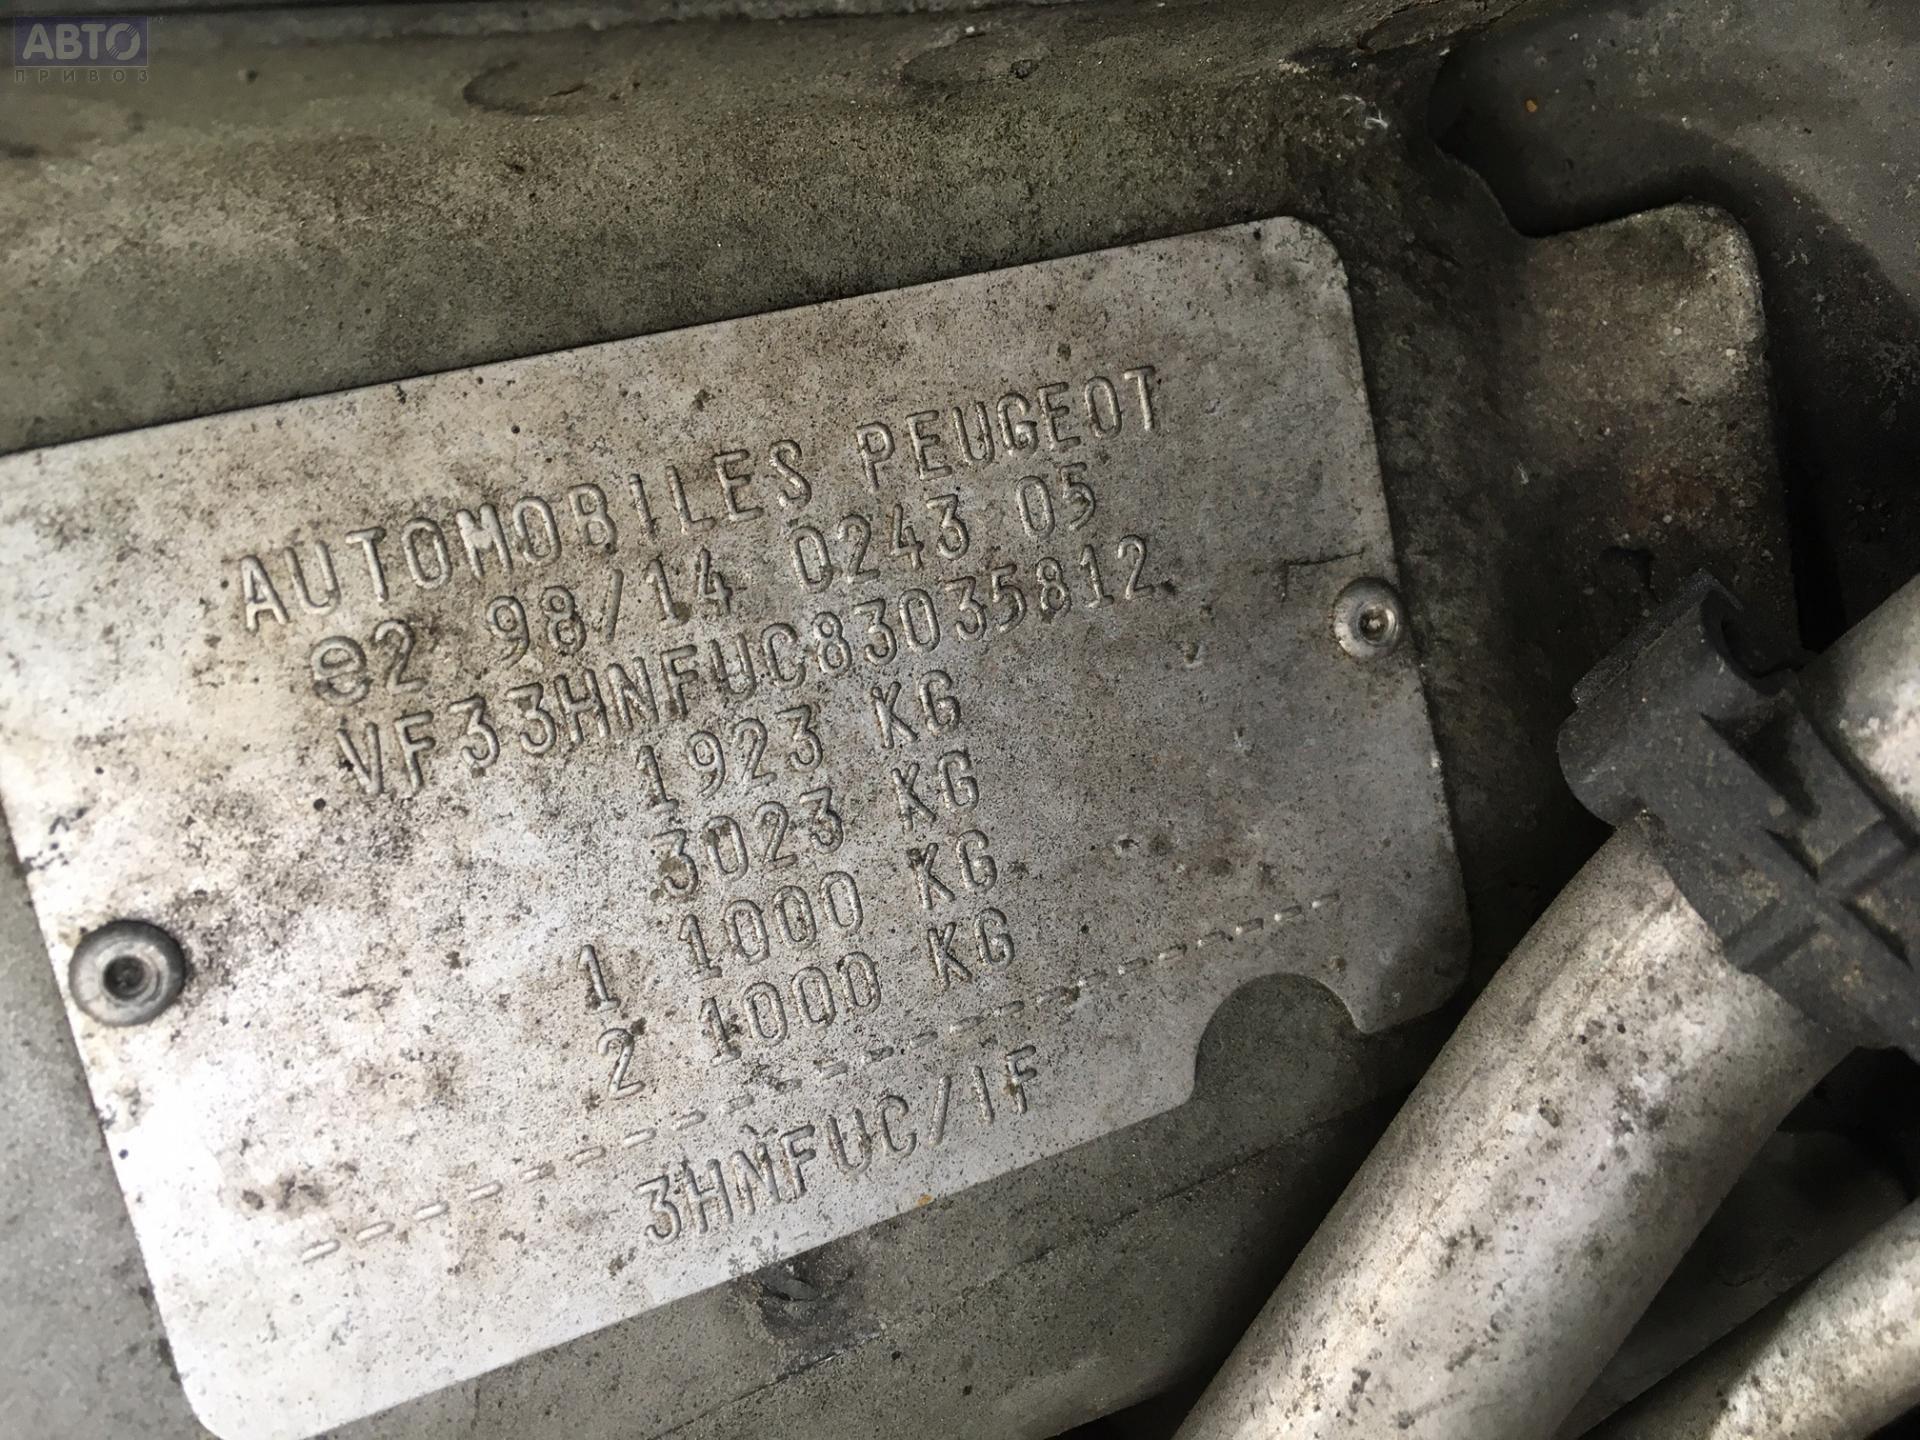 АВТО
ПРИВОЗ
AUTOMOBILES PEUGEOT
e2 98/14 0243 05
VF33HNFUC83035812
1923 KG
3023 KG
1 1000 KG
2 1000 KG
3HNFUC/IF